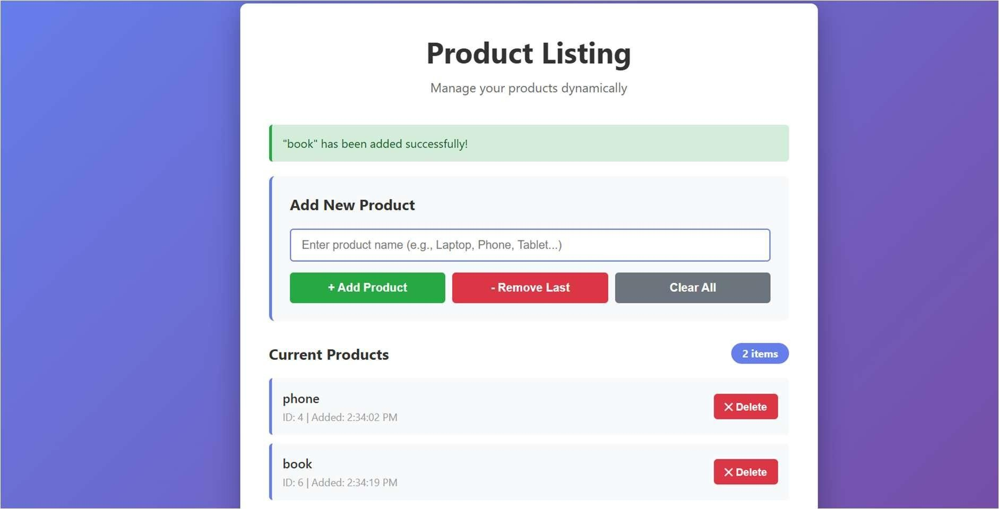 Product Listing
Manage your products dynamically
"book" has been added successfully!
Add New Product
Enter product name (e.g., Laptop, Phone, Tablet...)
+ Add Product - Remove Last Clear All
Current Products 2 items
phone
ID: 4 | Added: 2:34:02 PM
✕ Delete
book
ID: 6 | Added: 2:34:19 PM
✕ Delete